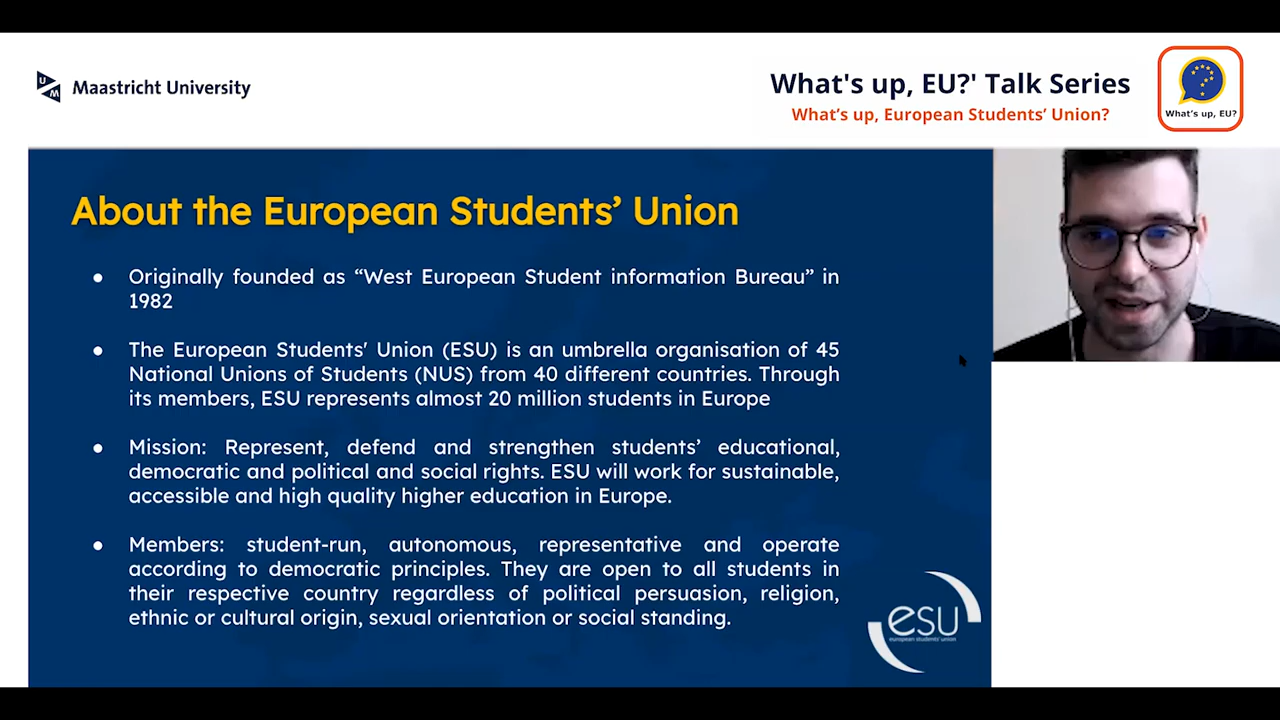 UM
Maastricht University
What's up, EU?' Talk Series
What's up, European Students' Union?
What's up, EU?
About the European Students’ Union
● Originally founded as “West European Student information Bureau” in
1982
● The European Students' Union (ESU) is an umbrella organisation of 45
National Unions of Students (NUS) from 40 different countries. Through
its members, ESU represents almost 20 million students in Europe
● Mission: Represent, defend and strengthen students’ educational,
democratic and political and social rights. ESU will work for sustainable,
accessible and high quality higher education in Europe.
● Members: student-run, autonomous, representative and operate
according to democratic principles. They are open to all students in
their respective country regardless of political persuasion, religion,
ethnic or cultural origin, sexual orientation or social standing.
esu
european students' union